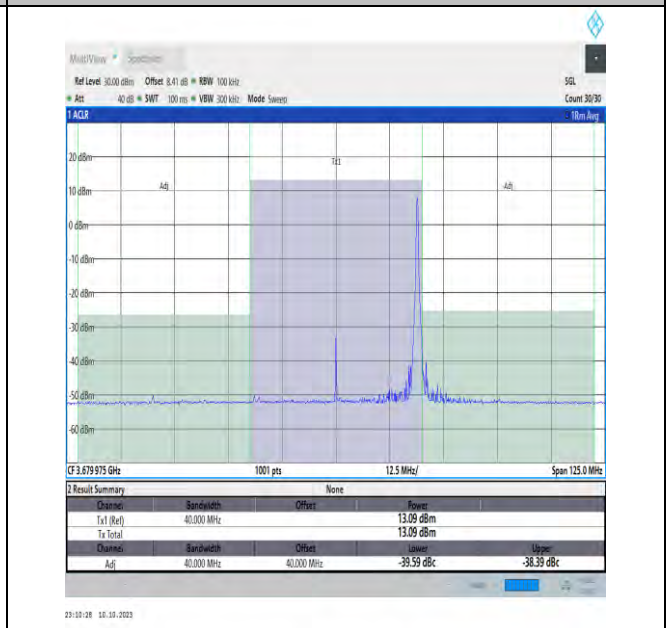 MultiView Spectrum
Ref Level 30.00 dBm Offset 8.41 dB RBW 100 kHz SGL
Att 40 dB SWT 100 ms VBW 300 kHz Mode Sweep Count 30/30
1 ACLR 1Rm Avg
20 dBm
Tx1
10 dBm
Adj Adj
0 dBm
-10 dBm
-20 dBm
-30 dBm
-40 dBm
-50 dBm
-60 dBm
CF 3.679975 GHz 1001 pts 12.5 MHz/ Span 125.0 MHz
2 Result Summary None
Channel Bandwidth Offset Power
Tx1 (Ref) 40.000 MHz 13.09 dBm
Tx Total 13.09 dBm
Channel Bandwidth Offset Lower Upper
Adj 40.000 MHz 40.000 MHz -39.59 dBc -38.39 dBc
23:10:28 10.10.2023